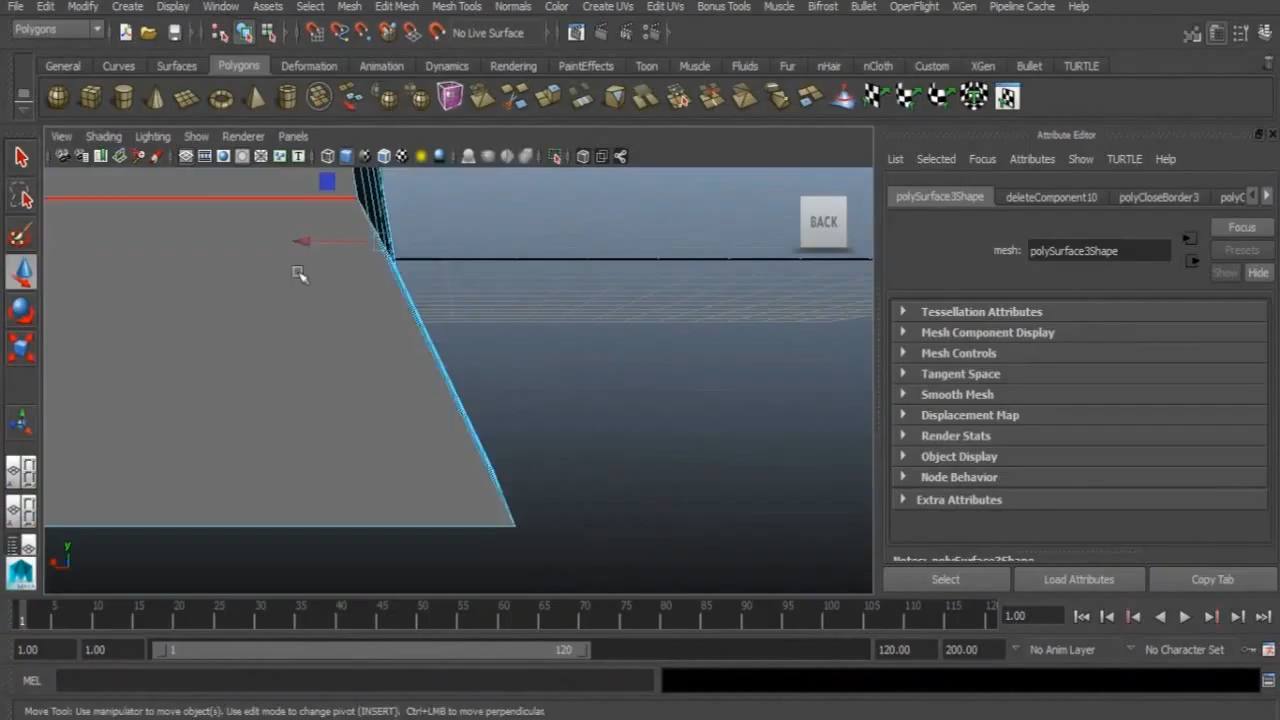 File Edit Modify Create Display Window Assets Select Mesh Edit Mesh Mesh Tools Normals Color Create UVs Edit UVs Bonus Tools Muscle Bifrost Bullet OpenFlight XGen Pipeline Cache Help
Polygons No Live Surface
General Curves Surfaces Polygons Deformation Animation Dynamics Rendering PaintEffects Toon Muscle Fluids Fur nHair nCloth Custom XGen Bullet TURTLE
View Shading Lighting Show Renderer Panels
Attribute Editor
List Selected Focus Attributes Show TURTLE Help
polySurface3Shape deleteComponent10 polyCloseBorder3 polyC
BACK
mesh: polySurface3Shape
Focus
Presets
Show Hide
Tessellation Attributes
Mesh Component Display
Mesh Controls
Tangent Space
Smooth Mesh
Displacement Map
Render Stats
Object Display
Node Behavior
Extra Attributes
Notes: polySurface3Shape
y
Select Load Attributes Copy Tab
5 10 15 20 25 30 35 40 45 50 55 60 65 70 75 80 85 90 95 100 105 110 115 12
1
1.00
1.00 1.00 1 120 120.00 200.00 No Anim Layer No Character Set
MEL
Move Tool: Use manipulator to move object(s). Use edit mode to change pivot (INSERT). Ctrl+LMB to move perpendicular.